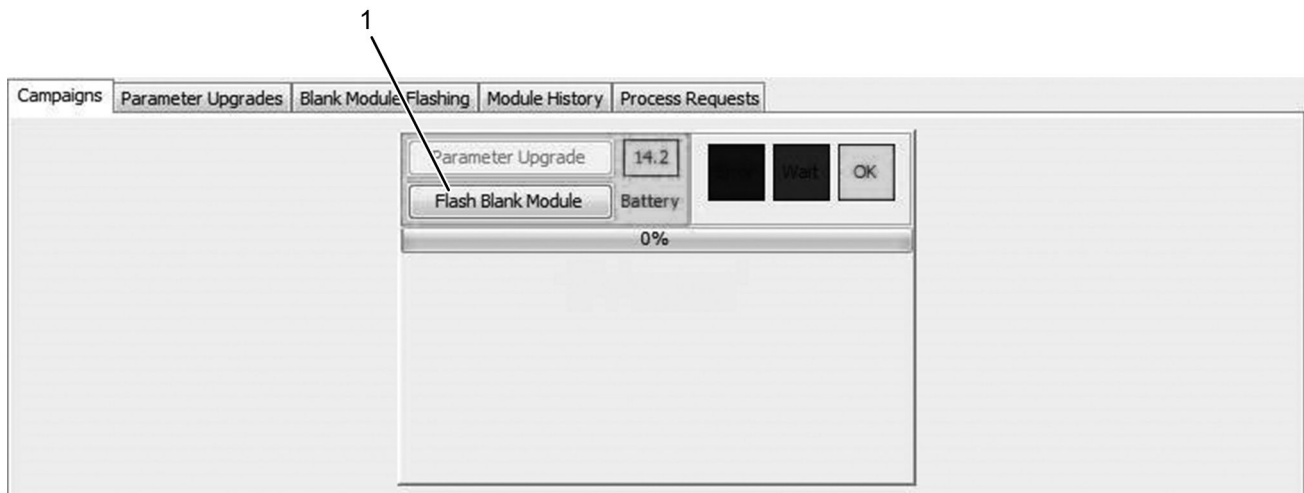 1
Campaigns Parameter Upgrades Blank Module Flashing Module History Process Requests
Parameter Upgrade 14.2 Wait OK
Flash Blank Module Battery
0%